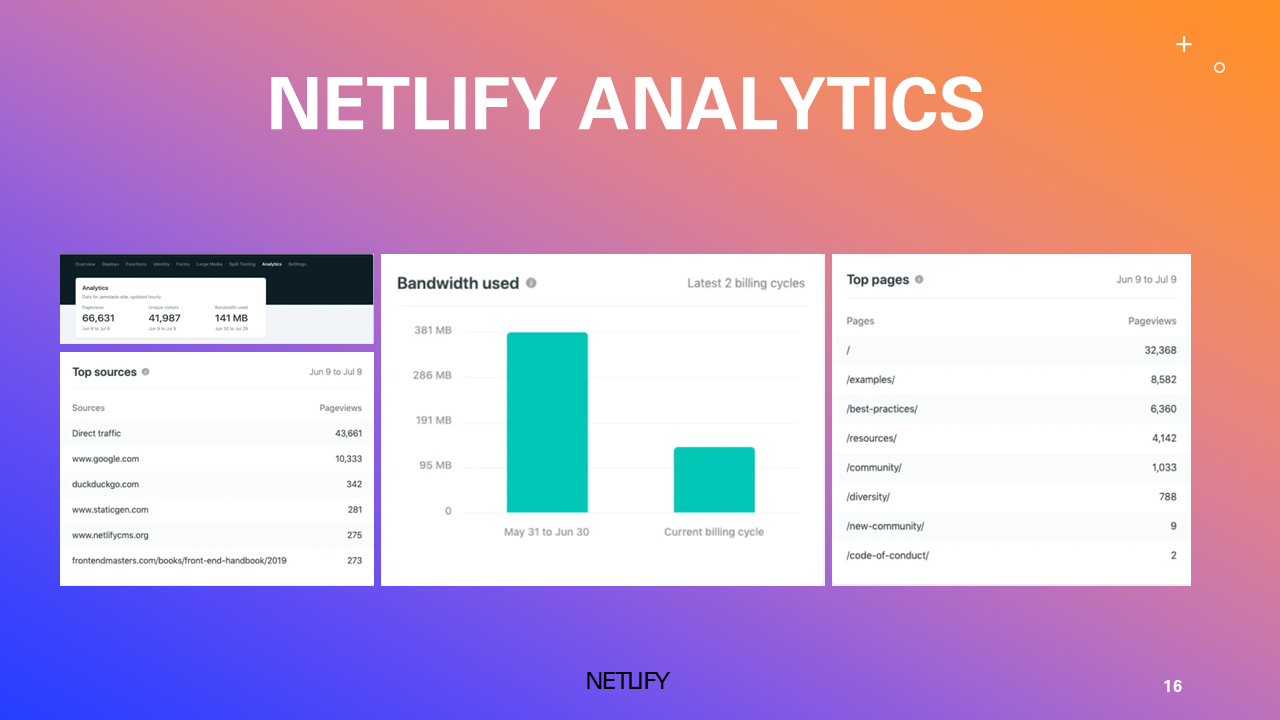 NETLIFY ANALYTICS
Overview Deploys Functions Identity Forms Large Media Split Testing Analytics Settings
Analytics
Data for jamstack-site, updated hourly.
Pageviews Unique visitors Bandwidth used
66,631 41,987 141 MB
Jun 9 to Jul 9 Jun 9 to Jul 9 Jun 30 to Jul 29
Top sources Jun 9 to Jul 9
Sources Pageviews
Direct traffic 43,661
www.google.com 10,333
duckduckgo.com 342
www.staticgen.com 281
www.netlifycms.org 275
frontendmasters.com/books/front-end-handbook/2019 273
Bandwidth used Latest 2 billing cycles
381 MB
286 MB
191 MB
95 MB
0
May 31 to Jun 30 Current billing cycle
Top pages Jun 9 to Jul 9
Pages Pageviews
/ 32,368
/examples/ 8,582
/best-practices/ 6,360
/resources/ 4,142
/community/ 1,033
/diversity/ 788
/new-community/ 9
/code-of-conduct/ 2
NETLIFY
16